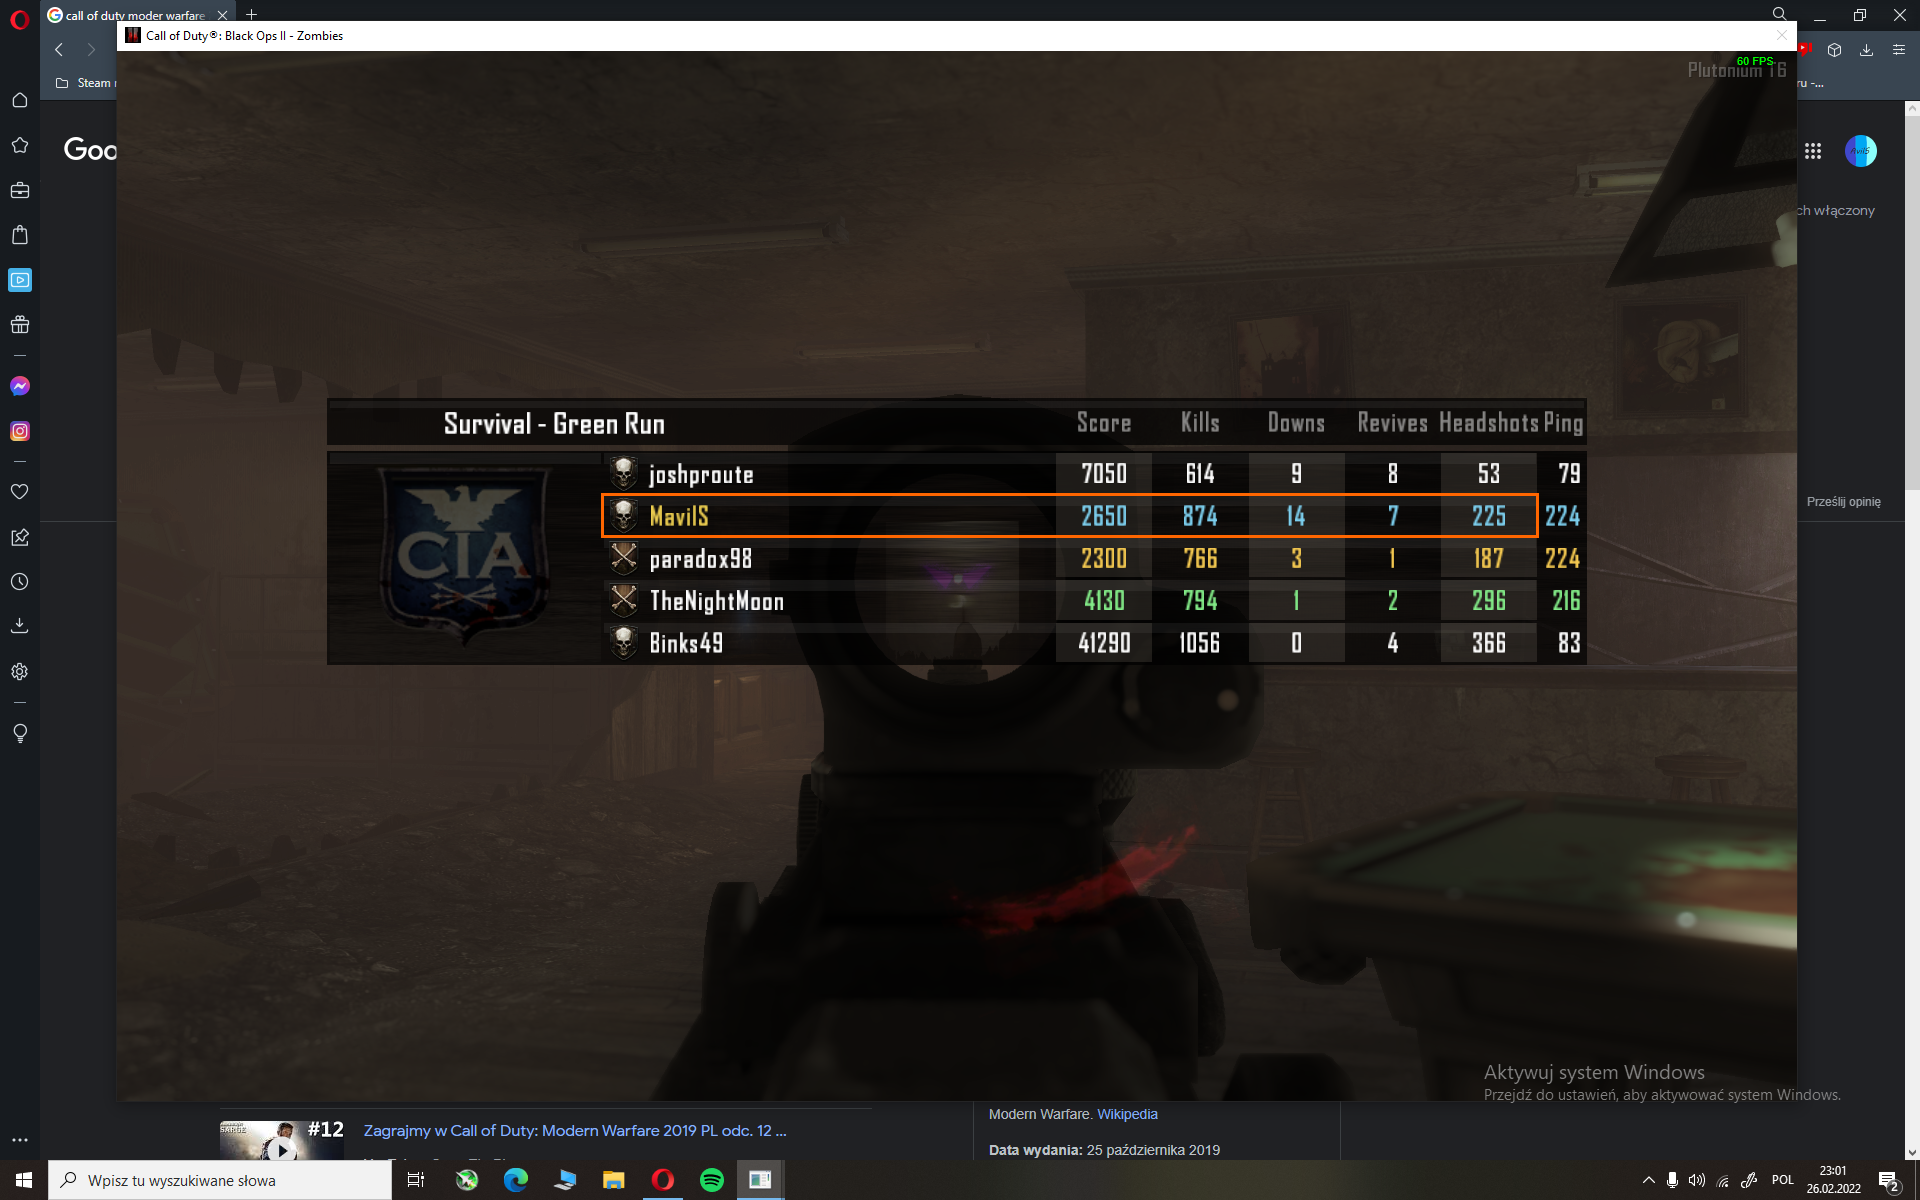 call of duty moder warfare
Call of Duty®: Black Ops II - Zombies
60 FPS
Plutonium T6
Steam
ru -...
Goo
ch włączony
Survival - Green Run Score Kills Downs Revives Headshots Ping
joshproute 7050 614 9 8 53 79
MavilS 2650 874 14 7 225 224
paradox98 2300 766 3 1 187 224
TheNightMoon 4130 794 1 2 296 216
Binks49 41290 1056 0 4 366 83
CIA
Prześlij opinię
Aktywuj system Windows
Przejdź do ustawień, aby aktywować system Windows.
Modern Warfare. Wikipedia
#12 Zagrajmy w Call of Duty: Modern Warfare 2019 PL odc. 12 ...
Data wydania: 25 października 2019
Wpisz tu wyszukiwane słowa
POL
23:01
26.02.2022
2